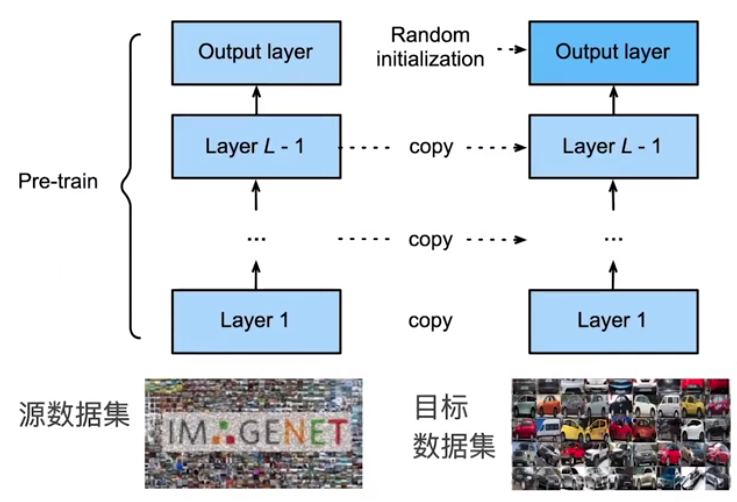 Output layer
Random
initialization
Output layer
Layer L - 1
copy
Layer L - 1
Pre-train
...
copy
...
Layer 1
copy
Layer 1
源数据集
IMAGENET
目标
数据集